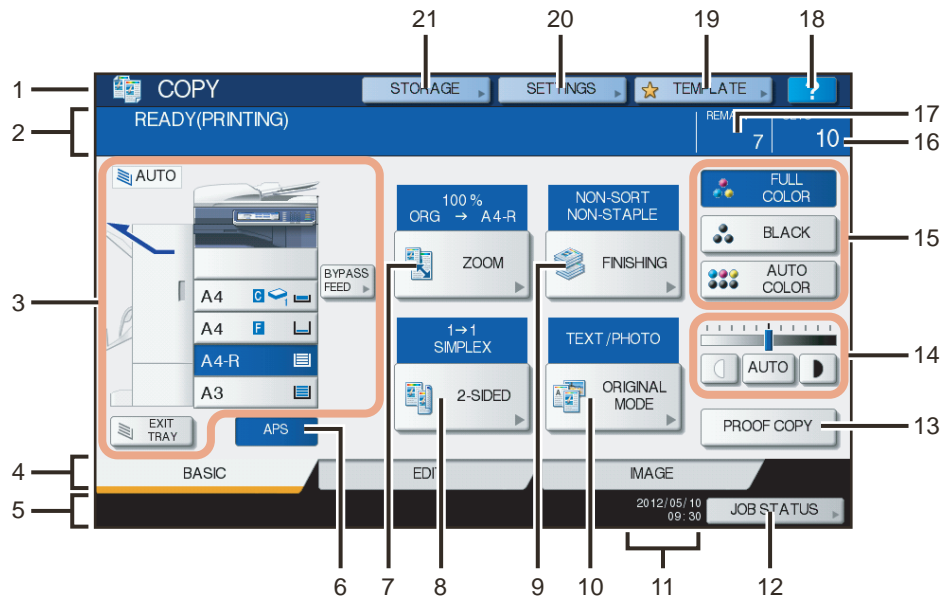 21
20
19
18
1
COPY
STORAGE
SETTINGS
TEMPLATE
?
2
READY(PRINTING)
7
10
17
16
AUTO
100 %
ORG → A4-R
NON-SORT
NON-STAPLE
FULL
COLOR
BLACK
AUTO
COLOR
15
3
ZOOM
FINISHING
BYPASS
FEED
A4
C
1
A4
F
A4-R
A3
1→1
SIMPLEX
TEXT/PHOTO
2-SIDED
ORIGINAL
MODE
AUTO
14
EXIT
TRAY
APS
PROOF COPY
13
4
BASIC
EDIT
IMAGE
5
2012/05/10
09:30
JOB STATUS
6
7
8
9
10
11
12